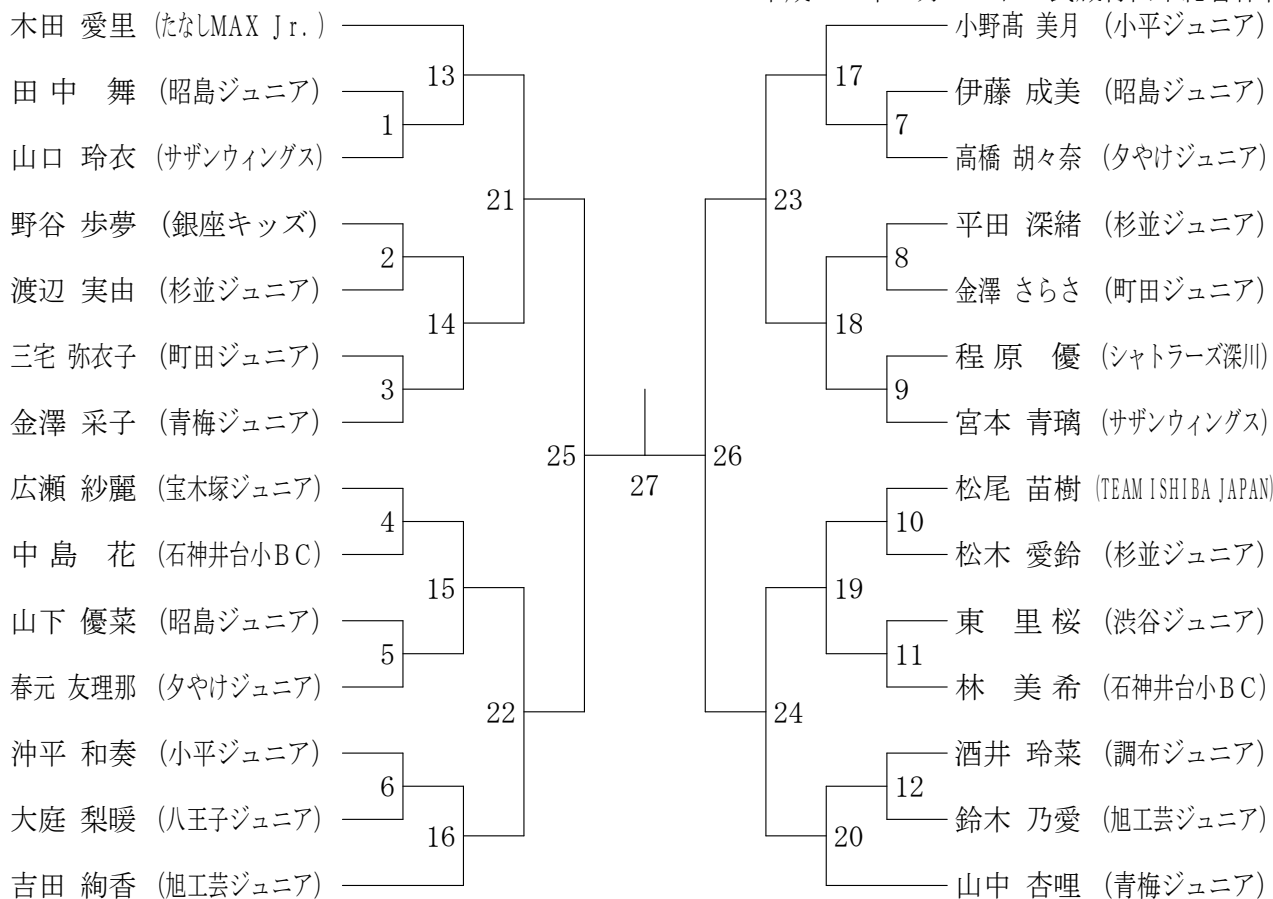 木田 愛里 (たなしMAX Jr.)
田中 舞 (昭島ジュニア)
山口 玲衣 (サザンウィングス)
野谷 歩夢 (銀座キッズ)
渡辺 実由 (杉並ジュニア)
三宅 弥衣子 (町田ジュニア)
金澤 采子 (青梅ジュニア)
広瀬 紗麗 (宝木塚ジュニア)
中島 花 (石神井台小BC)
山下 優菜 (昭島ジュニア)
春元 友理那 (夕やけジュニア)
沖平 和奏 (小平ジュニア)
大庭 梨暖 (八王子ジュニア)
吉田 絢香 (旭工芸ジュニア)
1
2
3
4
5
6
13
14
15
16
21
22
25
27
26
23
24
17
18
19
20
7
8
9
10
11
12
小野髙 美月 (小平ジュニア)
伊藤 成美 (昭島ジュニア)
高橋 胡々奈 (夕やけジュニア)
平田 深緒 (杉並ジュニア)
金澤 さらさ (町田ジュニア)
程原 優 (シャトラーズ深川)
宮本 青璃 (サザンウィングス)
松尾 苗樹 (TEAM ISHIBA JAPAN)
松木 愛鈴 (杉並ジュニア)
東 里桜 (渋谷ジュニア)
林 美希 (石神井台小BC)
酒井 玲菜 (調布ジュニア)
鈴木 乃愛 (旭工芸ジュニア)
山中 杏哩 (青梅ジュニア)